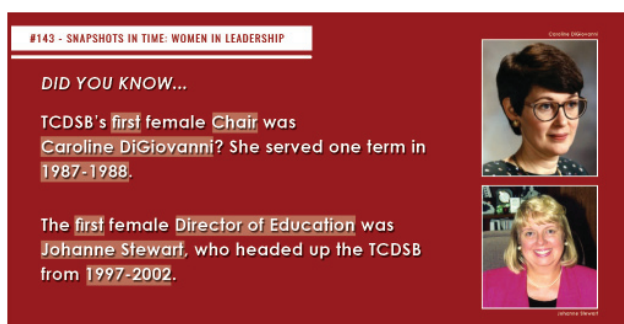 #143 - SNAPSHOTS IN TIME: WOMEN IN LEADERSHIP
Caroline DiGiovanni
DID YOU KNOW...
TCDSB's first female Chair was
Caroline DiGiovanni? She served one term in
1987-1988.
The first female Director of Education was
Johanne Stewart, who headed up the TCDSB
from 1997-2002.
Johanne Stewart